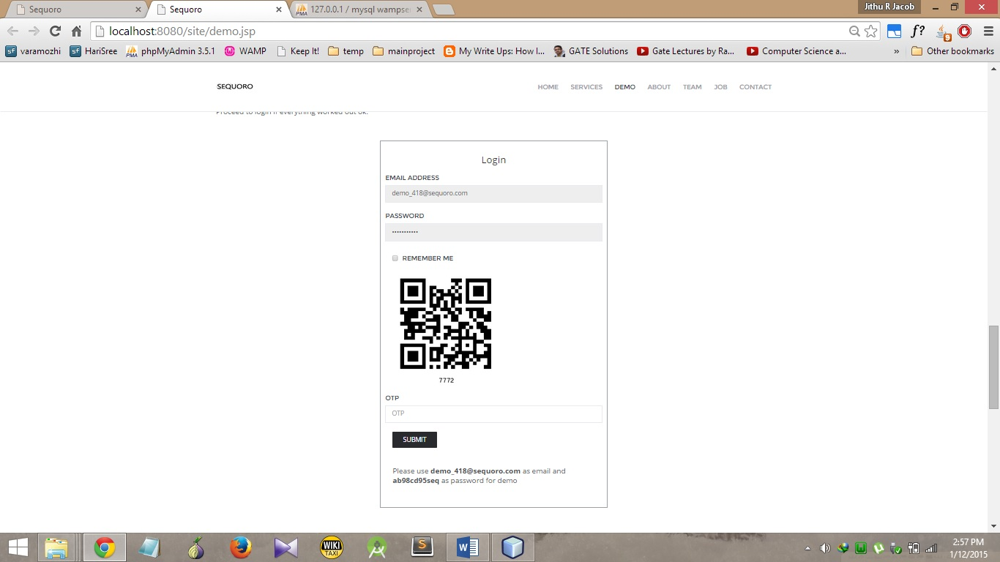 Sequoro
Sequoro
127.0.0.1 / mysql wampse
Jithu R Jacob
localhost:8080/site/demo.jsp
f?
9
varamozhi
HariSree
phpMyAdmin 3.5.1
WAMP
Keep It!
temp
mainproject
My Write Ups: How I...
GATE Solutions
Gate Lectures by Ra...
Computer Science a...
»
Other bookmarks
SEQUORO
HOME
SERVICES
DEMO
ABOUT
TEAM
JOB
CONTACT
Proceed to login if everything worked out ok.
Login
EMAIL ADDRESS
demo_418@sequoro.com
PASSWORD
•••••••••••
REMEMBER ME
7772
OTP
OTP
SUBMIT
Please use demo_418@sequoro.com as email and
ab98cd95seq as password for demo
WIKI
TAXI
2:57 PM
1/12/2015